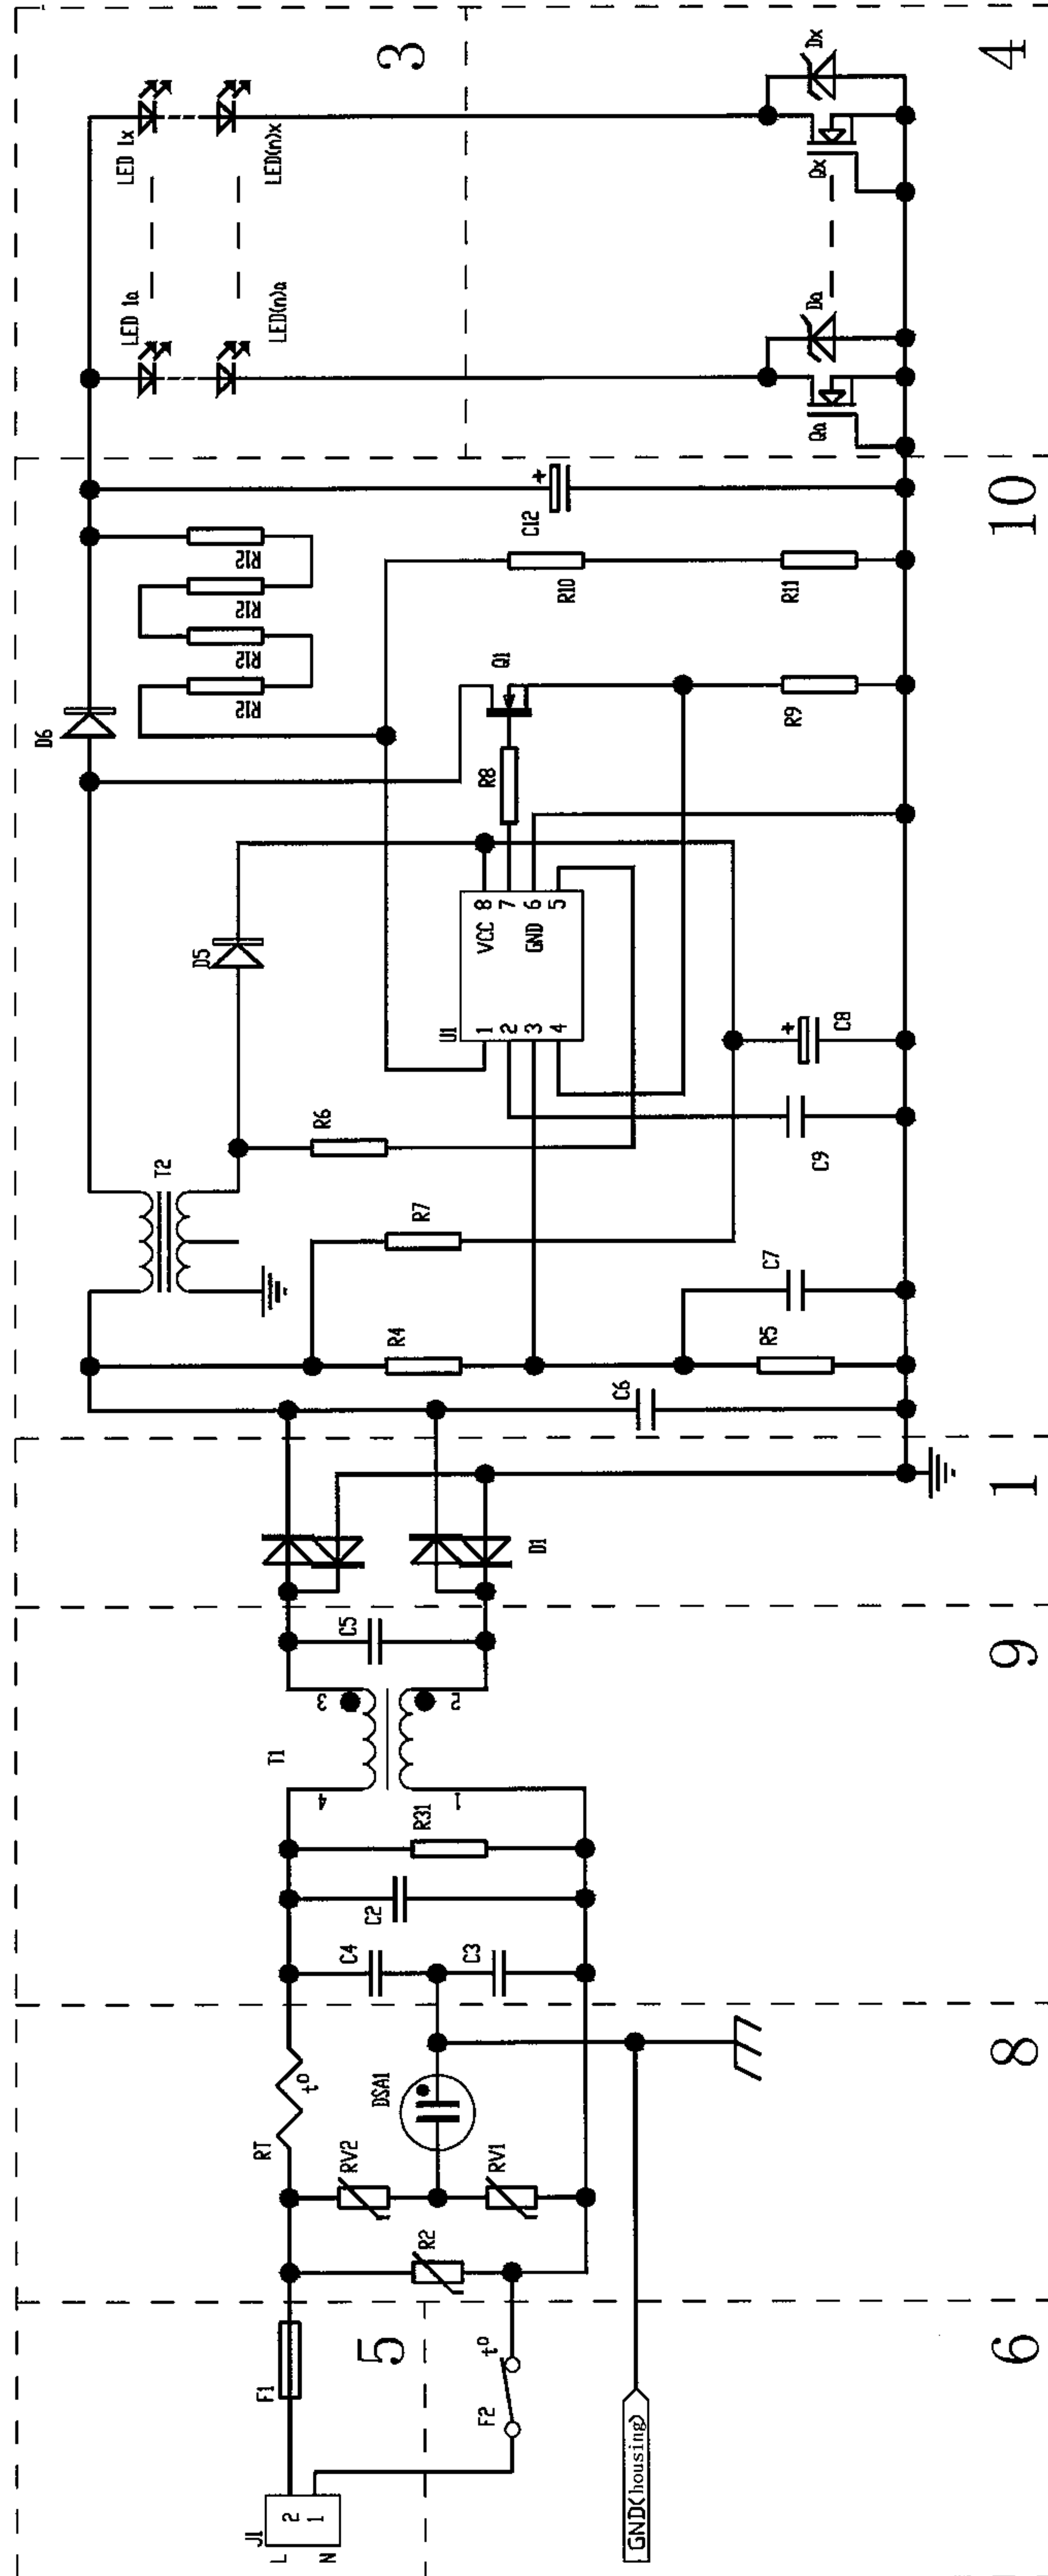 J1
L
N
2
1
F1
5
F2
t°
GND(housing)
6
R2
RV2
RV1
RT
t°
DSA1
8
C4
C3
C2
R31
T1
4
3
1
2
C5
9
D1
1
C6
R4
R5
C7
R7
T2
R6
C9
C8
D5
U1
1
2
3
4
VCC
GND
8
7
6
5
R8
Q1
R9
D6
R12
R12
R12
R12
R10
R11
C12
10
LED 1a
LED(n)a
LED 1x
LED(n)x
3
Qa
Da
Qx
Dx
4